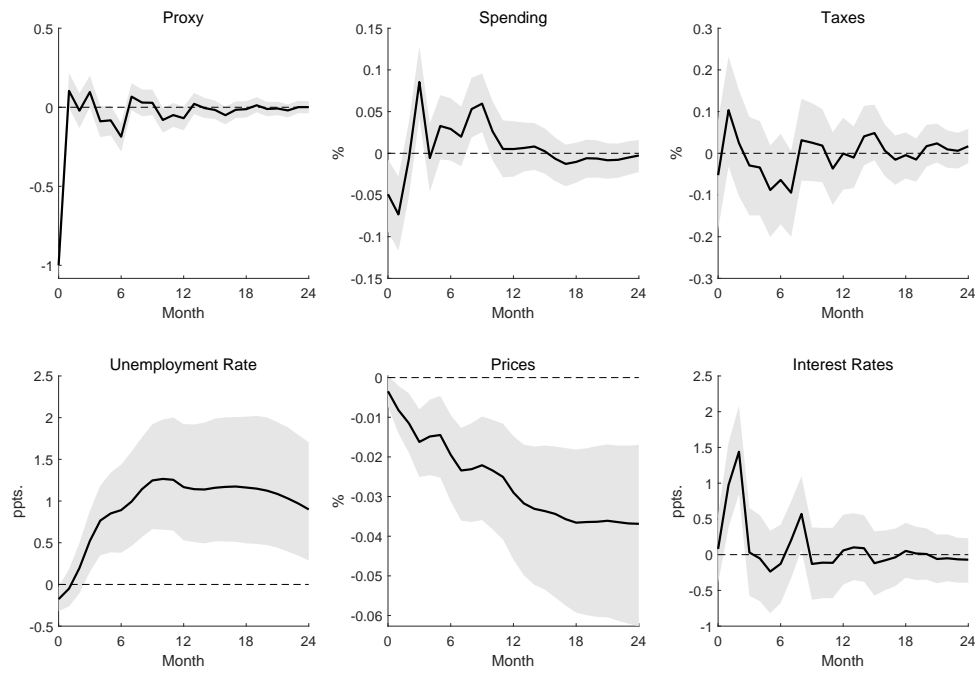 Proxy
0.5
0
-0.5
-1
0 6 12 18 24
Month
Spending
%
0.15
0.1
0.05
0
-0.05
-0.1
-0.15
0 6 12 18 24
Month
Taxes
%
0.3
0.2
0.1
0
-0.1
-0.2
-0.3
0 6 12 18 24
Month
Unemployment Rate
ppts.
2.5
2
1.5
1
0.5
0
-0.5
0 6 12 18 24
Month
Prices
%
0
-0.01
-0.02
-0.03
-0.04
-0.05
-0.06
0 6 12 18 24
Month
Interest Rates
ppts.
2.5
2
1.5
1
0.5
0
-0.5
-1
0 6 12 18 24
Month